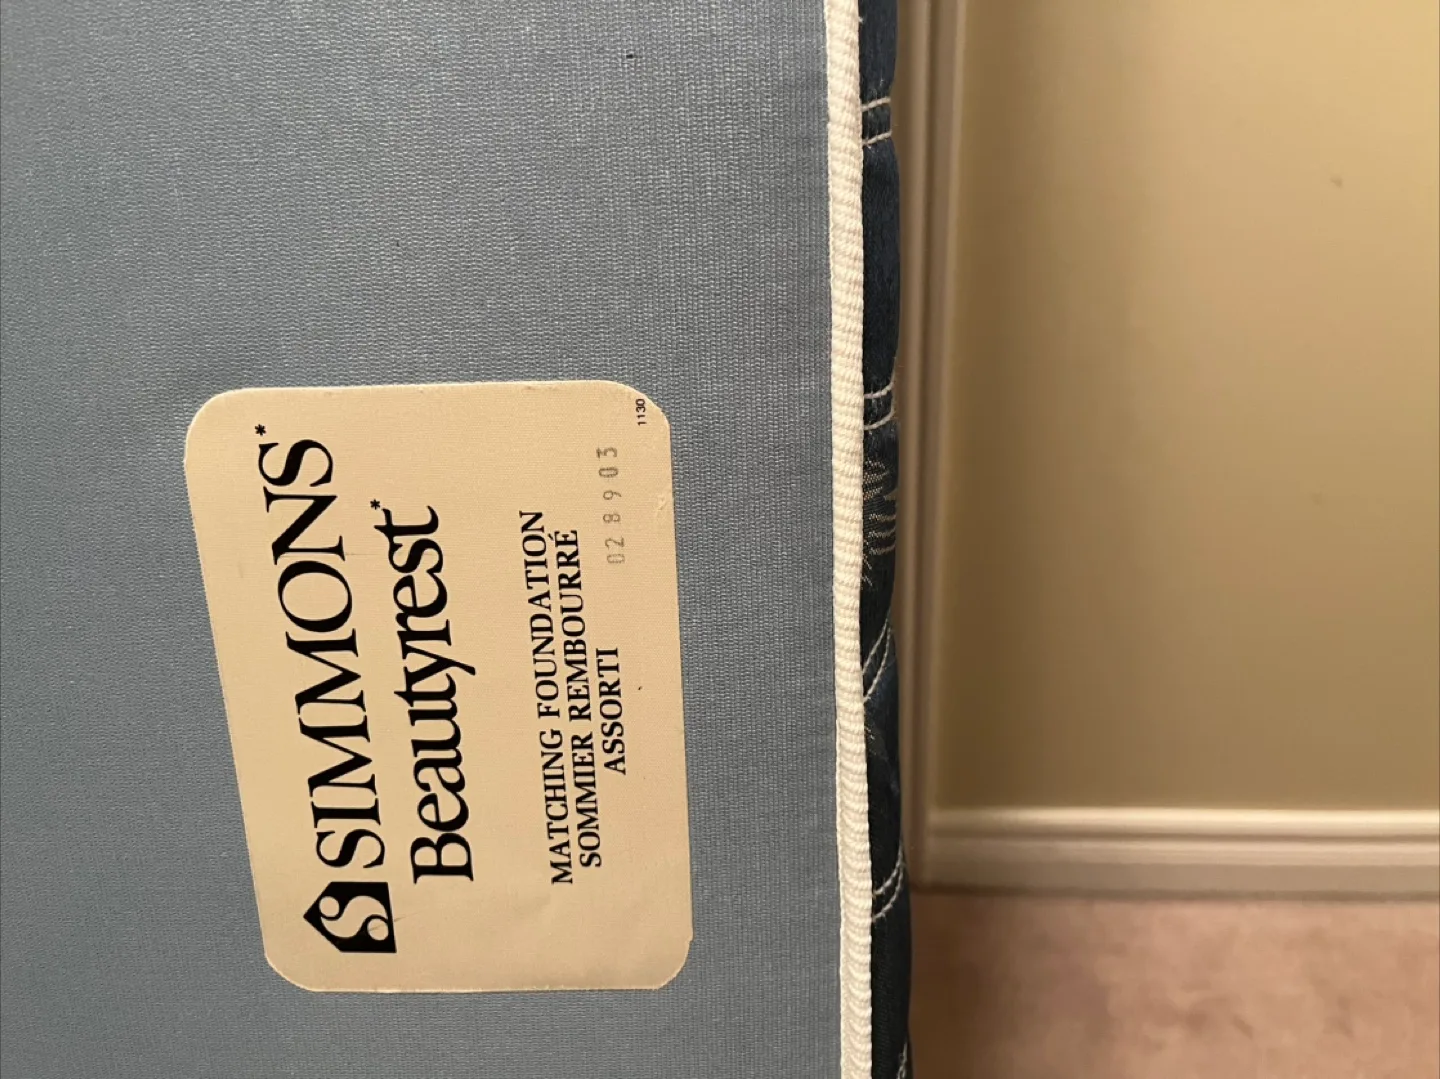 SIMMONS*
Beautyrest*
MATCHING FOUNDATION
SOMMIER REMBOURRÉ
ASSORTI
028903
1130